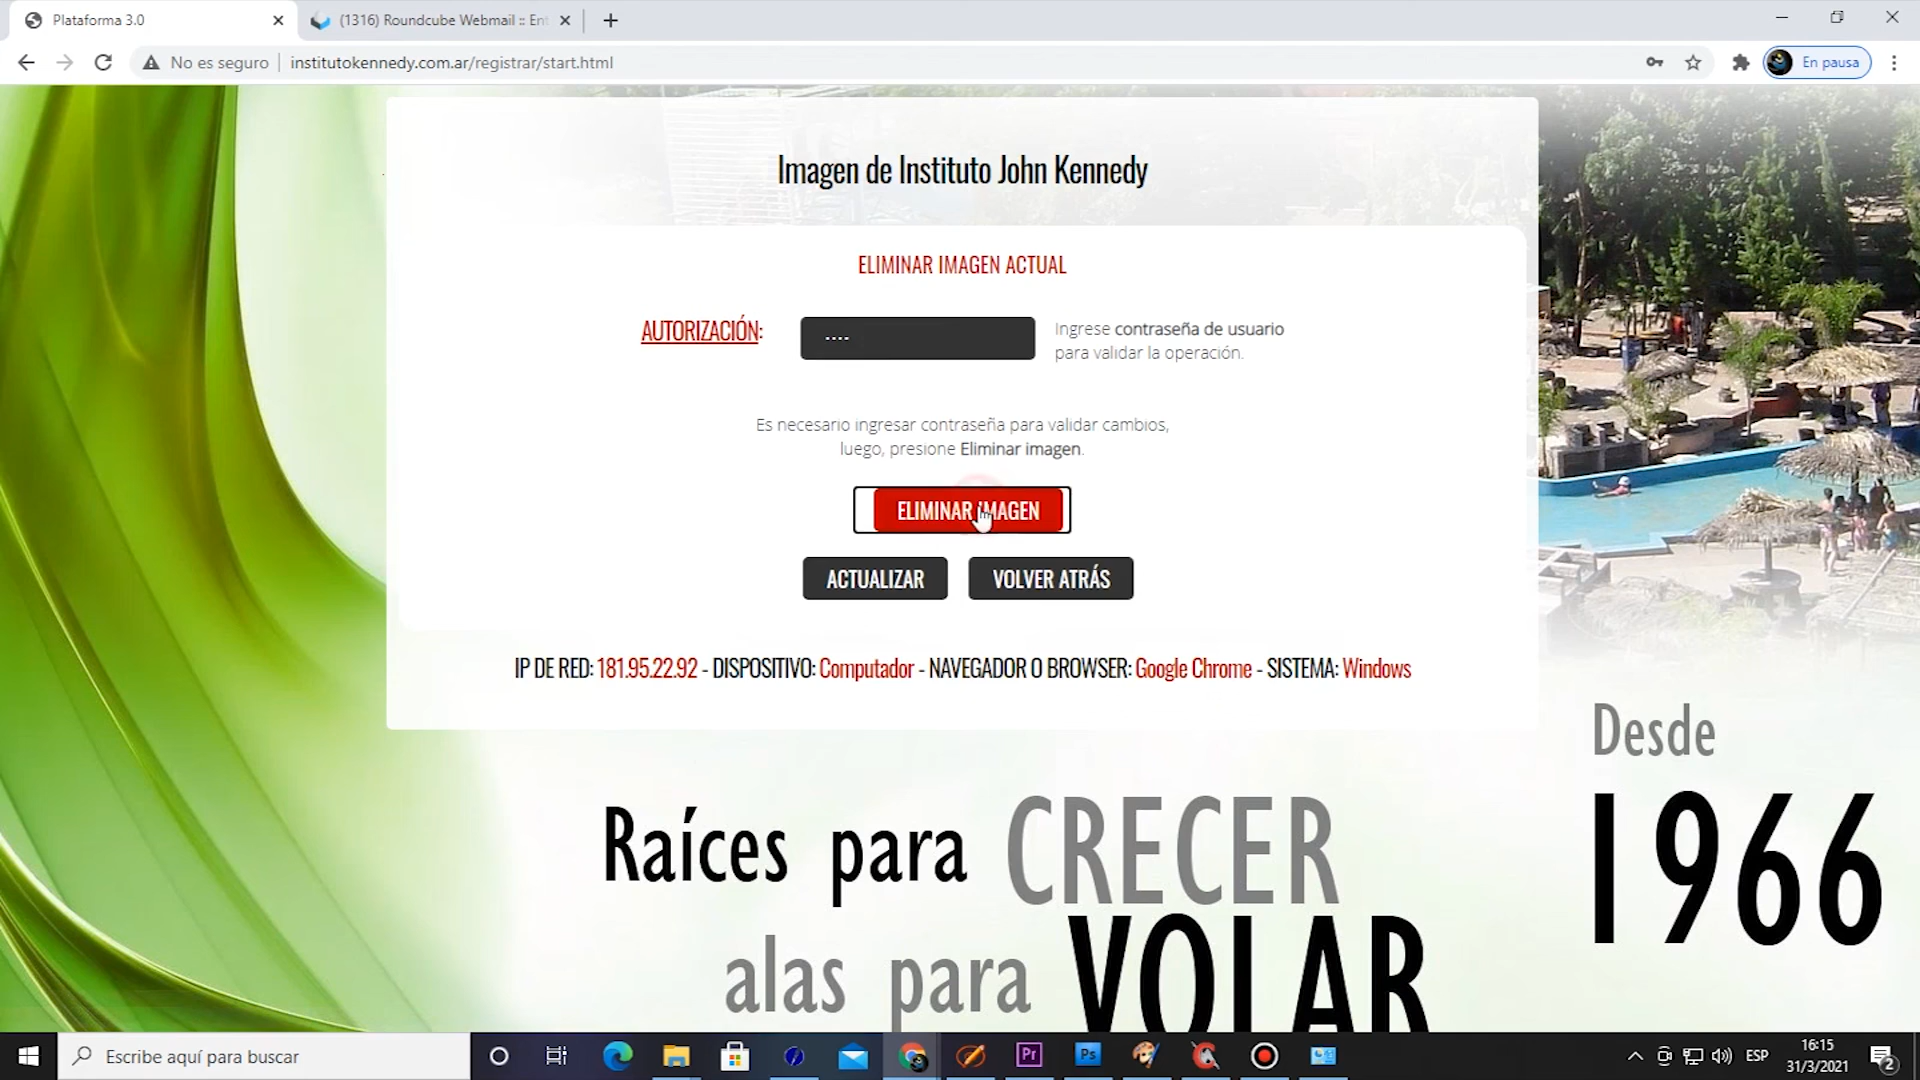 Plataforma 3.0
(1316) Roundcube Webmail :: Ent
No es seguro
institutokennedy.com.ar/registrar/start.html
En pausa
Imagen de Instituto John Kennedy
ELIMINAR IMAGEN ACTUAL
AUTORIZACIÓN:
Ingrese contraseña de usuario
para validar la operación.
Es necesario ingresar contraseña para validar cambios,
luego, presione Eliminar imagen.
ELIMINAR IMAGEN
ACTUALIZAR
VOLVER ATRÁS
IP DE RED: 181.95.22.92 - DISPOSITIVO: Computador - NAVEGADOR O BROWSER: Google Chrome - SISTEMA: Windows
Desde
1966
Raíces para CRECER
alas para VOLAR
Escribe aquí para buscar
Pr
Ps
ESP
16:15
31/3/2021
2